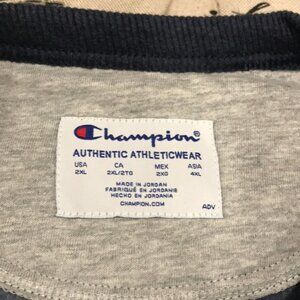 Champion®
AUTHENTIC ATHLETICWEAR
USA CA MEX ASIA
2XL 2XL/2TG 2XG 4XL
MADE IN JORDAN
FABRIQUÉ EN JORDANIE
HECHO EN JORDANIA
CHAMPION.COM
ADV